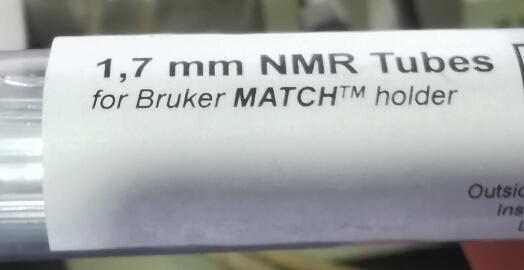 1,7 mm NMR Tubes
for Bruker MATCH™ holder